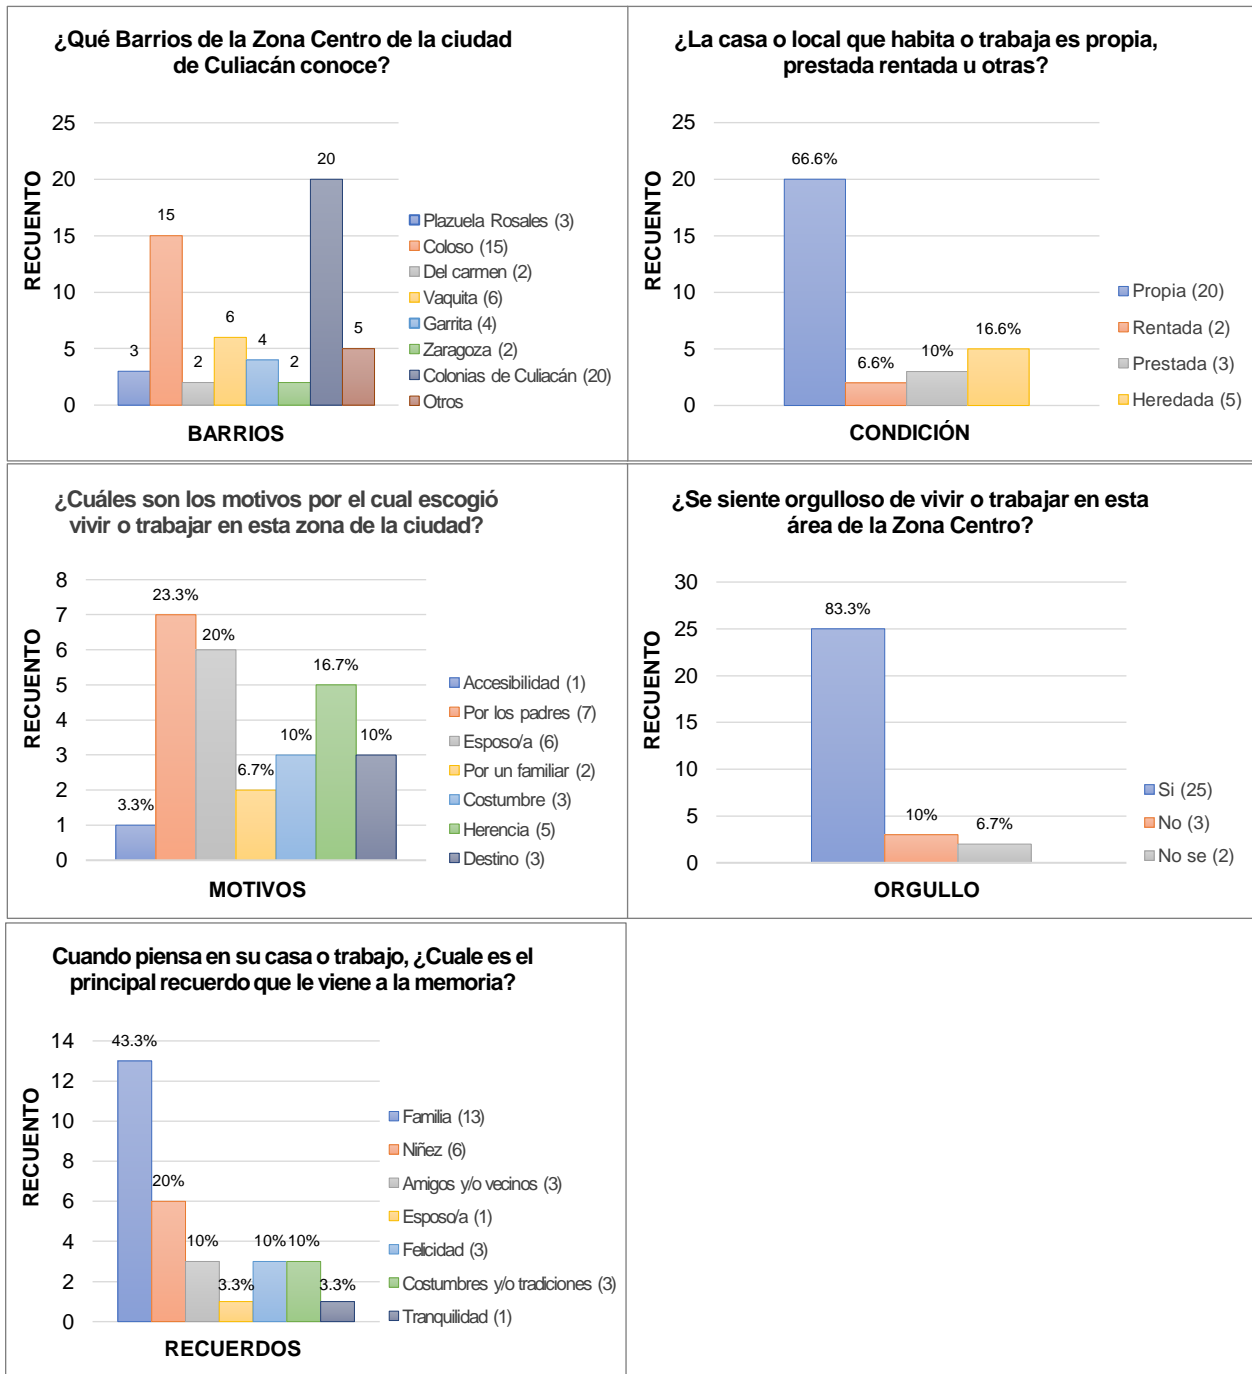 ¿Qué Barrios de la Zona Centro de la ciudad
de Culiacán conoce?
RECUENTO
25
20
15
10
5
0
3
15
2
6
4
2
20
5
BARRIOS
Plazuela Rosales (3)
Coloso (15)
Del carmen (2)
Vaquita (6)
Garrita (4)
Zaragoza (2)
Colonias de Culiacán (20)
Otros
¿La casa o local que habita o trabaja es propia,
prestada rentada u otras?
RECUENTO
25
20
15
10
5
0
66.6%
6.6%
10%
16.6%
CONDICIÓN
Propia (20)
Rentada (2)
Prestada (3)
Heredada (5)
¿Cuáles son los motivos por el cual escogió
vivir o trabajar en esta zona de la ciudad?
RECUENTO
8
7
6
5
4
3
2
1
0
3.3%
23.3%
20%
6.7%
10%
16.7%
10%
MOTIVOS
Accesibilidad (1)
Por los padres (7)
Esposo/a (6)
Por un familiar (2)
Costumbre (3)
Herencia (5)
Destino (3)
¿Se siente orgulloso de vivir o trabajar en esta
área de la Zona Centro?
RECUENTO
30
25
20
15
10
5
0
83.3%
10%
6.7%
ORGULLO
Si (25)
No (3)
No se (2)
Cuando piensa en su casa o trabajo, ¿Cuale es el
principal recuerdo que le viene a la memoria?
RECUENTO
14
12
10
8
6
4
2
0
43.3%
20%
10%
3.3%
10%
10%
3.3%
RECUERDOS
Familia (13)
Niñez (6)
Amigos y/o vecinos (3)
Esposo/a (1)
Felicidad (3)
Costumbres y/o tradiciones (3)
Tranquilidad (1)